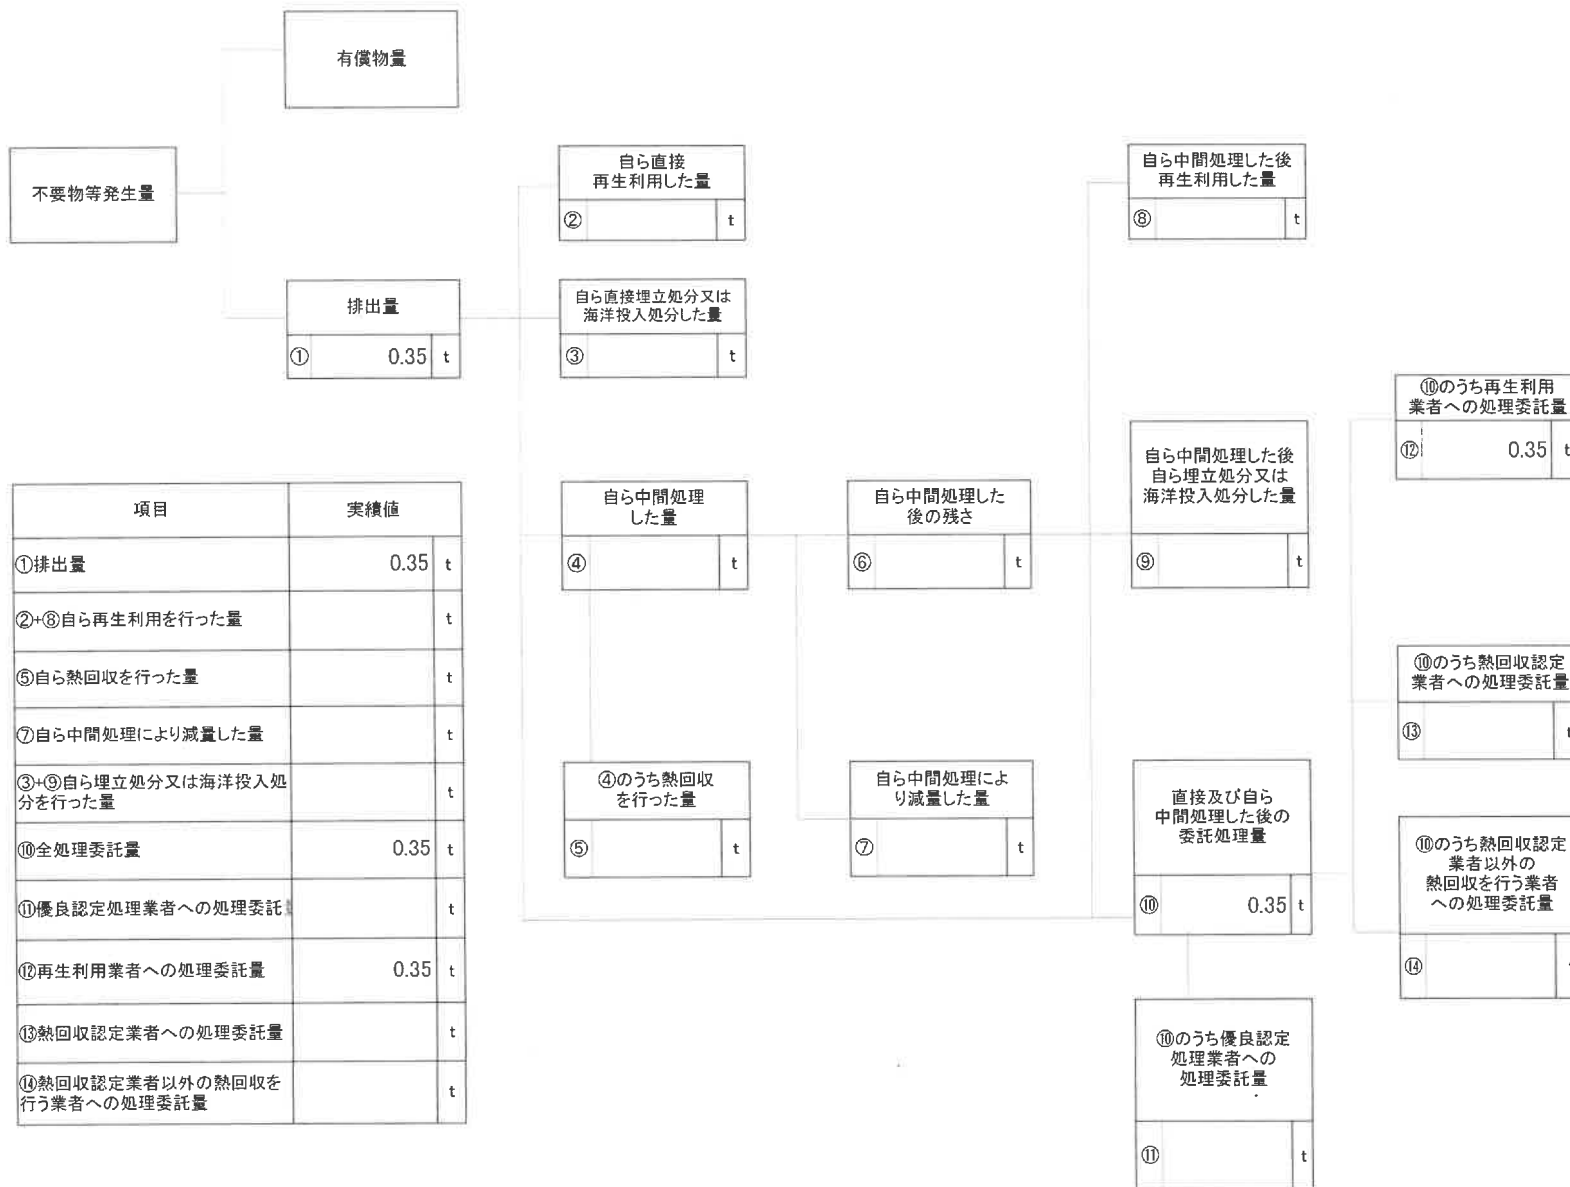 有償物量
不要物等発生量
排出量
① 0.35 t
自ら直接
再生利用した量
② t
自ら直接埋立処分又は
海洋投入処分した量
③ t
自ら中間処理した後
再生利用した量
⑧ t
項目 実績値
①排出量 0.35 t
②+⑧自ら再生利用を行った量 t
⑤自ら熱回収を行った量 t
⑦自ら中間処理により減量した量 t
③+⑨自ら埋立処分又は海洋投入処
分を行った量 t
⑩全処理委託量 0.35 t
⑪優良認定処理業者への処理委託 t
⑫再生利用業者への処理委託量 0.35 t
⑬熱回収認定業者への処理委託量 t
⑭熱回収認定業者以外の熱回収を
行う業者への処理委託量 t
自ら中間処理
した量
④ t
④のうち熱回収
を行った量
⑤ t
自ら中間処理した
後の残さ
⑥ t
自ら中間処理によ
り減量した量
⑦ t
自ら中間処理した後
自ら埋立処分又は
海洋投入処分した量
⑨ t
直接及び自ら
中間処理した後の
委託処理量
⑩ 0.35 t
⑩のうち優良認定
処理業者への
処理委託量
⑪ t
⑩のうち再生利用
業者への処理委託量
⑫ 0.35 t
⑩のうち熱回収認定
業者への処理委託量
⑬ t
⑩のうち熱回収認定
業者以外の
熱回収を行う業者
への処理委託量
⑭